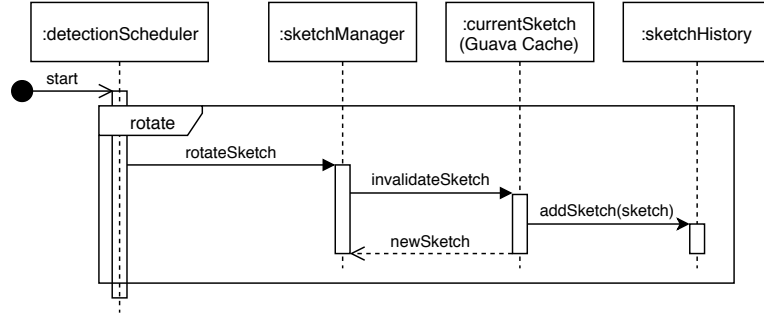 :detectionScheduler
:sketchManager
:currentSketch
(Guava Cache)
:sketchHistory
start
rotate
rotateSketch
invalidateSketch
addSketch(sketch)
newSketch